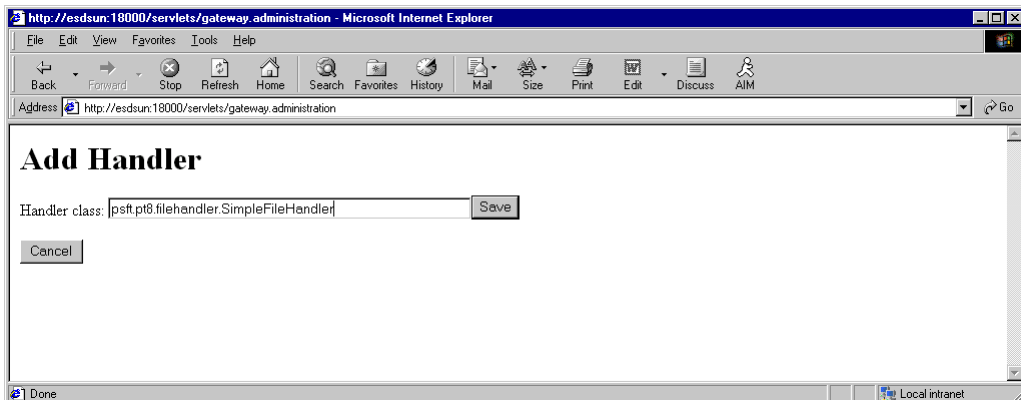 http://esdsun:18000/servlets/gateway.administration - Microsoft Internet Explorer
File Edit View Favorites Tools Help
Back Forward Stop Refresh Home Search Favorites History Mail Size Print Edit Discuss AIM
Address http://esdsun:18000/servlets/gateway.administration Go
Add Handler
Handler class: psft.pt8.filehandler.SimpleFileHandler Save
Cancel
Done Local intranet